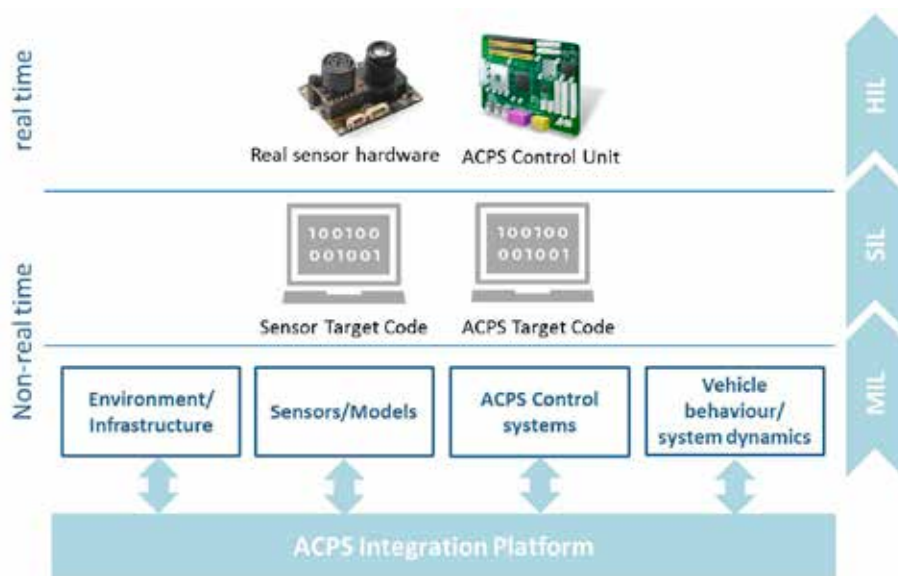 real time
Real sensor hardware
ACPS Control Unit
HIL
Non-real time
100100
001001
100100
001001
Sensor Target Code
ACPS Target Code
SIL
Environment/
Infrastructure
Sensors/Models
ACPS Control
systems
Vehicle
behaviour/
system dynamics
MIL
ACPS Integration Platform